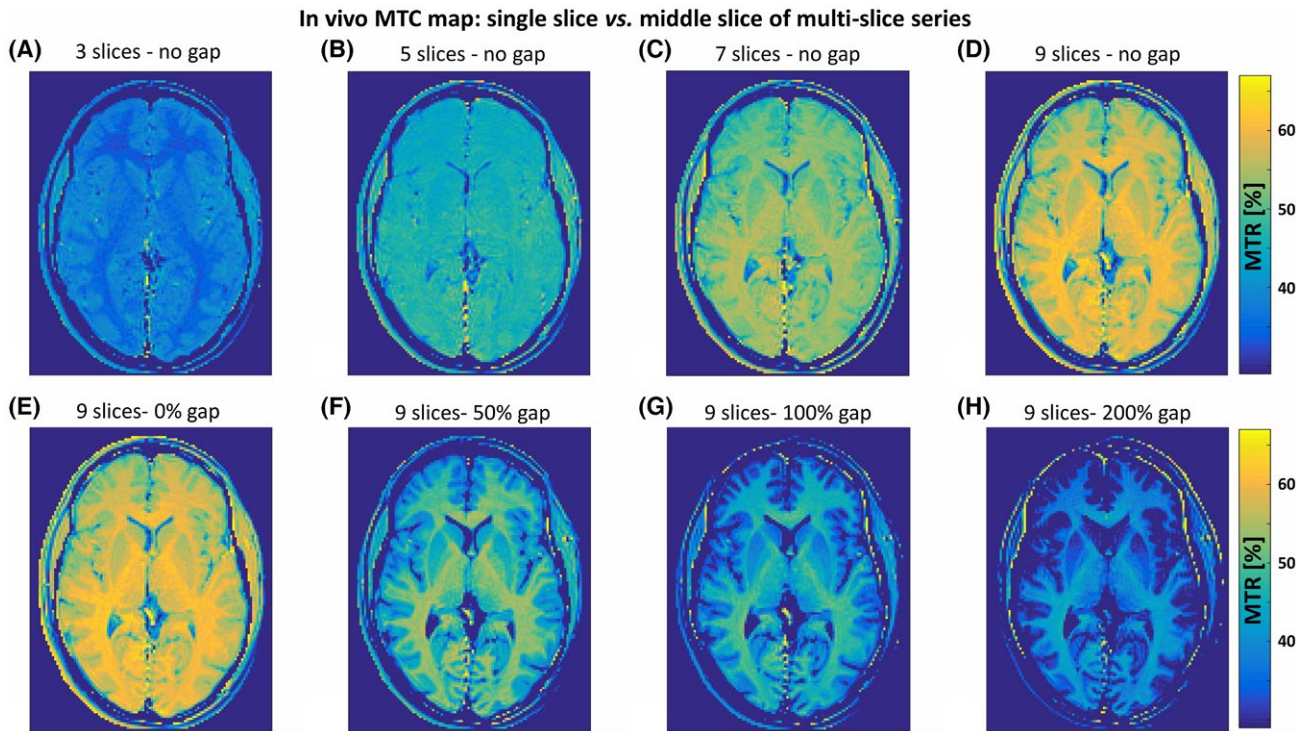 In vivo MTC map: single slice vs. middle slice of multi-slice series
(A) 3 slices - no gap
(B) 5 slices - no gap
(C) 7 slices - no gap
(D) 9 slices - no gap
60
50
40
MTR [%]
(E) 9 slices- 0% gap
(F) 9 slices- 50% gap
(G) 9 slices- 100% gap
(H) 9 slices- 200% gap
60
50
40
MTR [%]